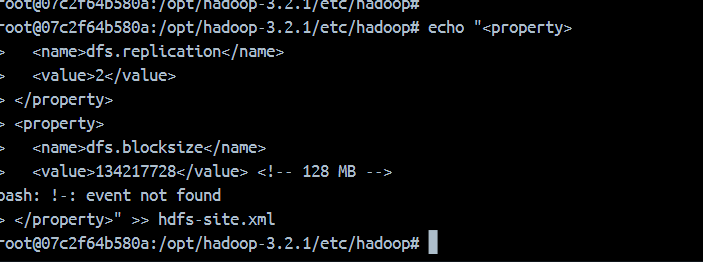 root@07c2f64b580a:/opt/hadoop-3.2.1/etc/hadoop#
root@07c2f64b580a:/opt/hadoop-3.2.1/etc/hadoop# echo "<property>
>   <name>dfs.replication</name>
>   <value>2</value>
> </property>
> <property>
>   <name>dfs.blocksize</name>
>   <value>134217728</value> <!-- 128 MB -->
bash: !-: event not found
> </property>" >> hdfs-site.xml
root@07c2f64b580a:/opt/hadoop-3.2.1/etc/hadoop#